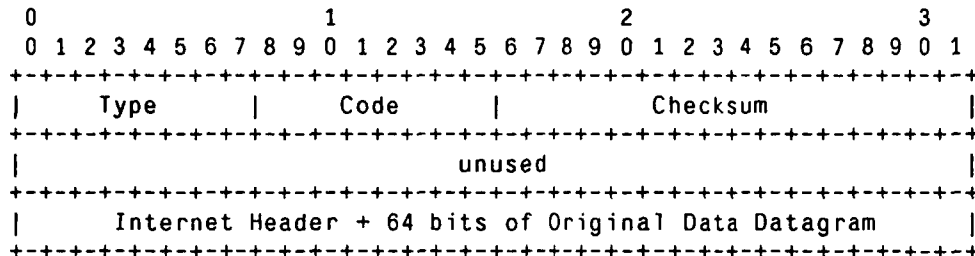 0                   1                   2                   3
 0 1 2 3 4 5 6 7 8 9 0 1 2 3 4 5 6 7 8 9 0 1 2 3 4 5 6 7 8 9 0 1
+-+-+-+-+-+-+-+-+-+-+-+-+-+-+-+-+-+-+-+-+-+-+-+-+-+-+-+-+-+-+-+-+
|     Type      |     Code      |          Checksum             |
+-+-+-+-+-+-+-+-+-+-+-+-+-+-+-+-+-+-+-+-+-+-+-+-+-+-+-+-+-+-+-+-+
|                             unused                            |
+-+-+-+-+-+-+-+-+-+-+-+-+-+-+-+-+-+-+-+-+-+-+-+-+-+-+-+-+-+-+-+-+
|      Internet Header + 64 bits of Original Data Datagram      |
+-+-+-+-+-+-+-+-+-+-+-+-+-+-+-+-+-+-+-+-+-+-+-+-+-+-+-+-+-+-+-+-+